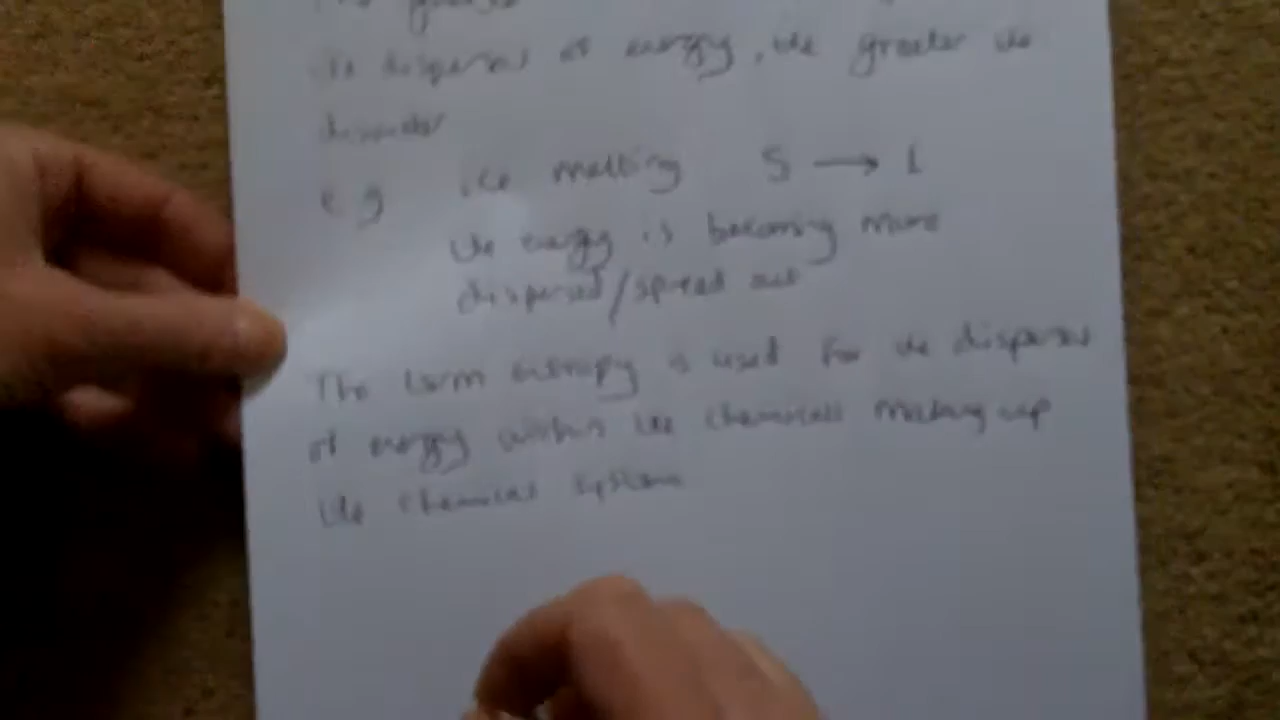 the dispersal of energy, the greater the
disorder
e.g ice melting S → L
the energy is becoming more
dispersed/spread out
The term entropy is used for the dispersal
of energy within the chemicals making up
the chemical system